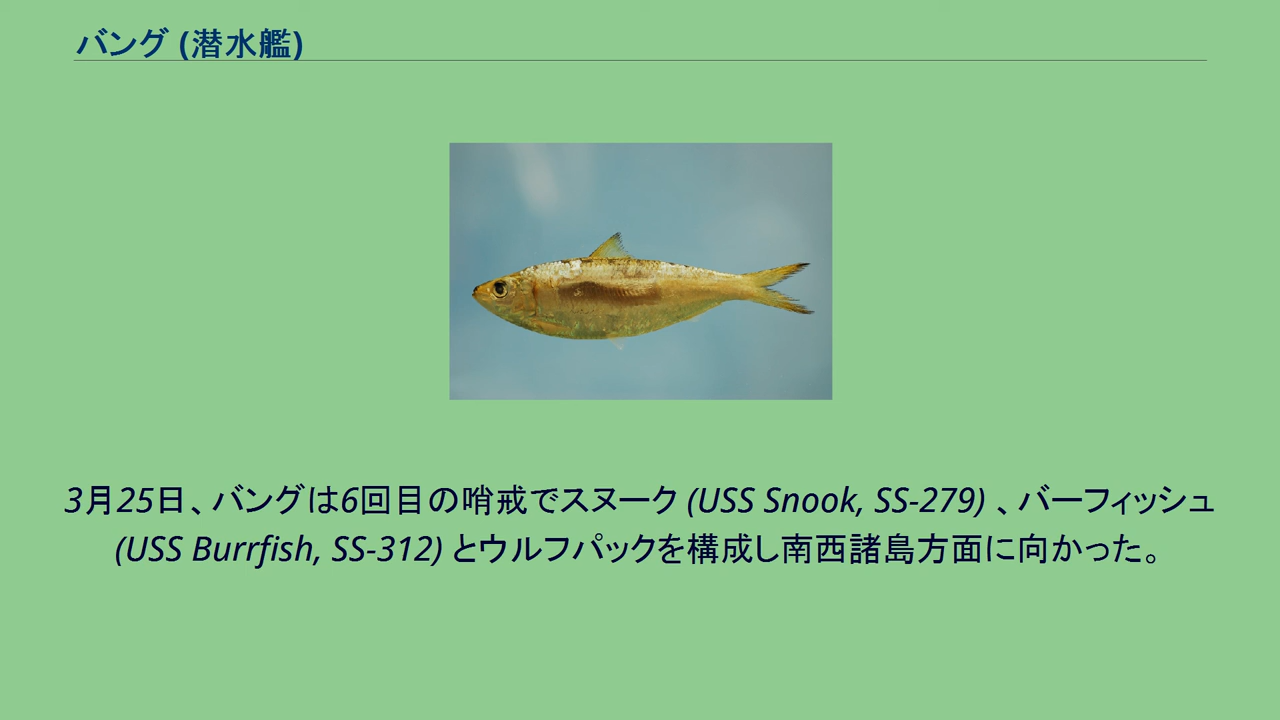 バング (潜水艦)
3月25日、バングは6回目の哨戒でスヌーク (USS Snook, SS-279) 、バーフィッシュ
(USS Burrfish, SS-312) とウルフパックを構成し南西諸島方面に向かった。